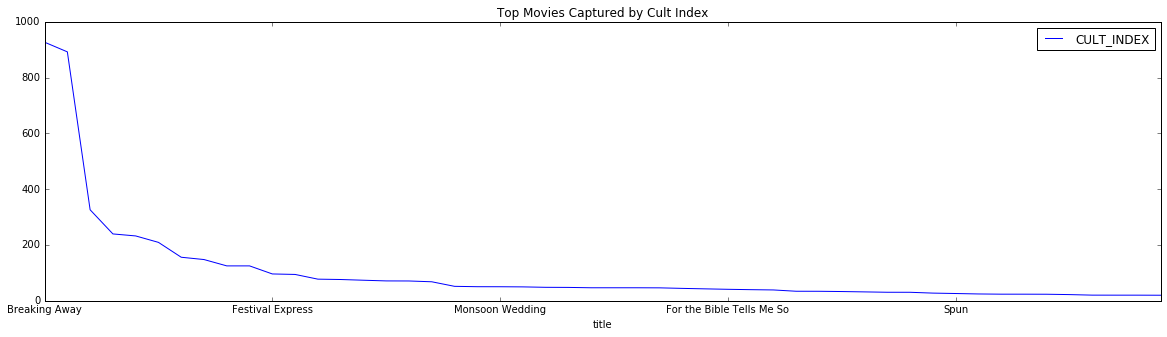 Top Movies Captured by Cult Index
1000
CULT_INDEX
800
600
400
200
0
Breaking Away Festival Express Monsoon Wedding For the Bible Tells Me So Spun
title